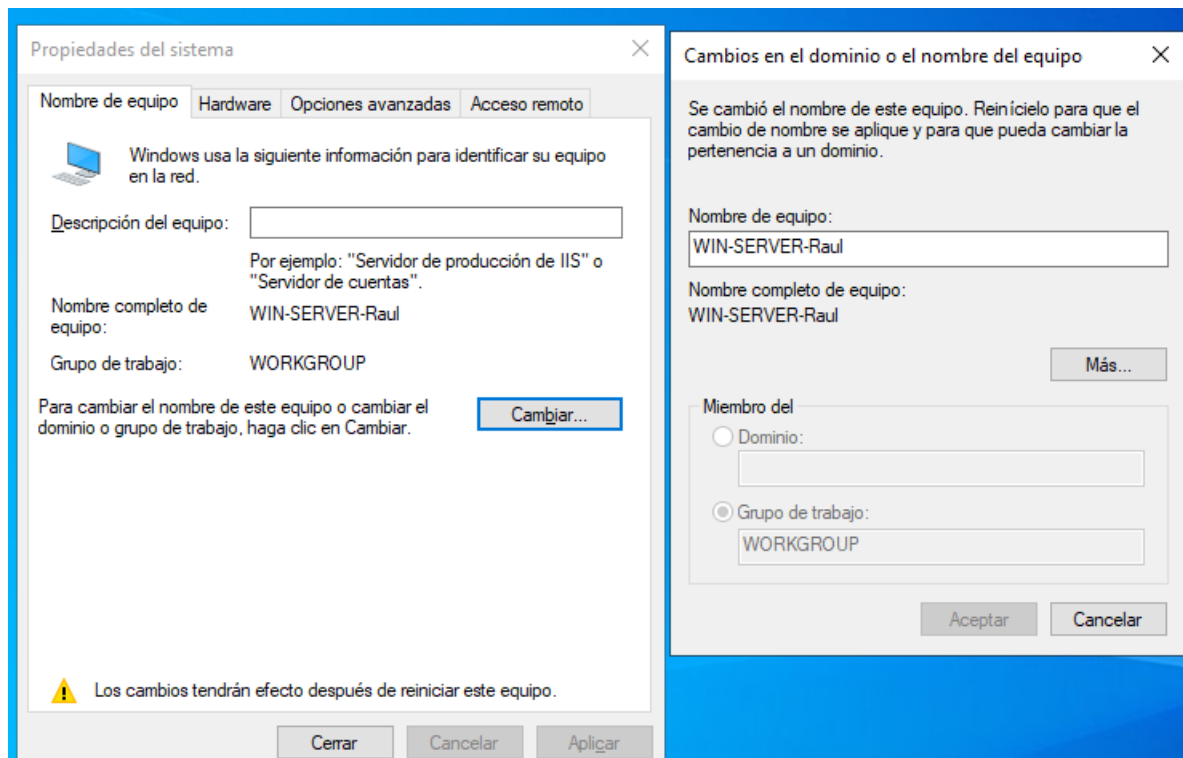 Propiedades del sistema
Nombre de equipo
Hardware
Opciones avanzadas
Acceso remoto
Windows usa la siguiente información para identificar su equipo
en la red.
Descripción del equipo:
Por ejemplo: "Servidor de producción de IIS" o
"Servidor de cuentas".
Nombre completo de
equipo:
WIN-SERVER-Raul
Grupo de trabajo:
WORKGROUP
Para cambiar el nombre de este equipo o cambiar el
dominio o grupo de trabajo, haga clic en Cambiar.
Cambiar...
Los cambios tendrán efecto después de reiniciar este equipo.
Cerrar
Cancelar
Aplicar
Cambios en el dominio o el nombre del equipo
Se cambió el nombre de este equipo. Reinícielo para que el
cambio de nombre se aplique y para que pueda cambiar la
pertenencia a un dominio.
Nombre de equipo:
WIN-SERVER-Raul
Nombre completo de equipo:
WIN-SERVER-Raul
Más...
Miembro del
Dominio:
Grupo de trabajo:
WORKGROUP
Aceptar
Cancelar